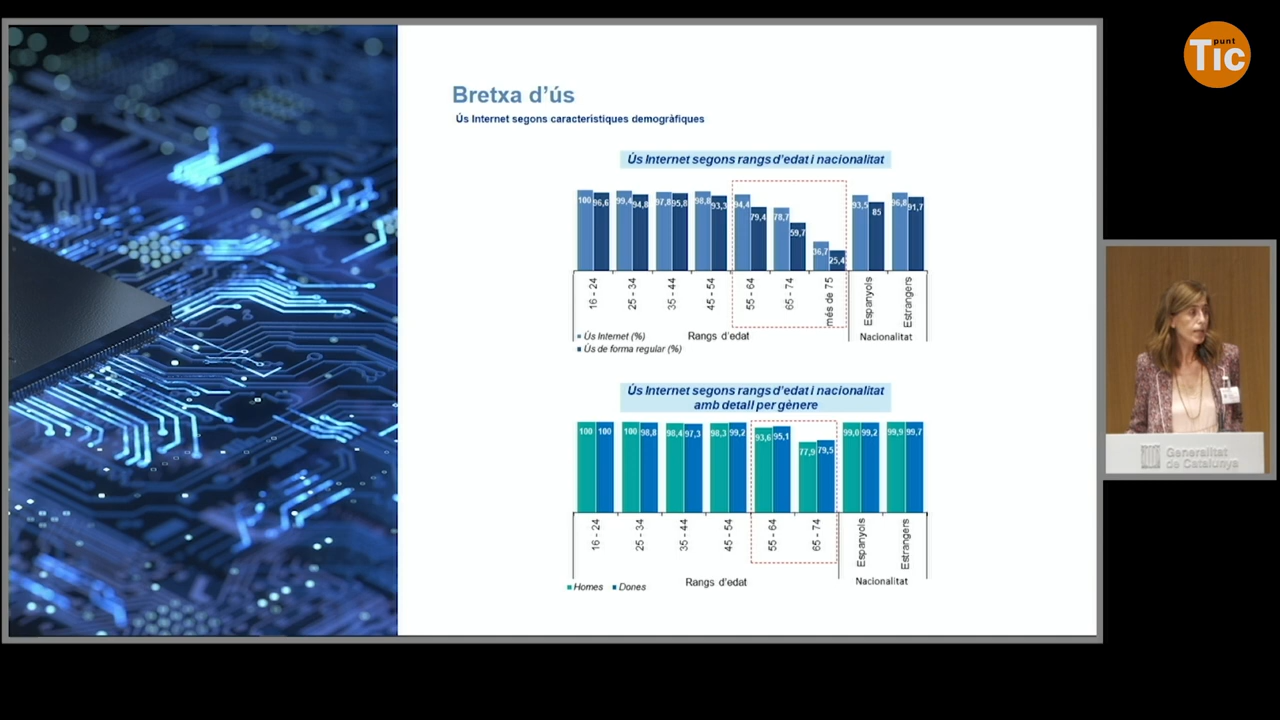 punt
TIC
Bretxa d'ús
Ús Internet segons característiques demogràfiques
Ús Internet segons rangs d'edat i nacionalitat
100 96,6 99,4 94,8 97,8 95,8 98,8 93,3 94,4 79,4 78,7 59,7 36,7 25,4 93,5 85 96,8 91,7
16 - 24 25 - 34 35 - 44 45 - 54 55 - 64 65 - 74 més de 75 Espanyols Estrangers
Rangs d'edat Nacionalitat
Ús Internet (%)
Ús de forma regular (%)
Ús Internet segons rangs d'edat i nacionalitat
amb detall per gènere
100 100 100 98,8 98,4 97,3 98,3 99,2 93,6 95,1 77,9 79,5 99,0 99,2 99,9 99,7
16 - 24 25 - 34 35 - 44 45 - 54 55 - 64 65 - 74 Espanyols Estrangers
Rangs d'edat Nacionalitat
Homes Dones
Generalitat
de Catalunya